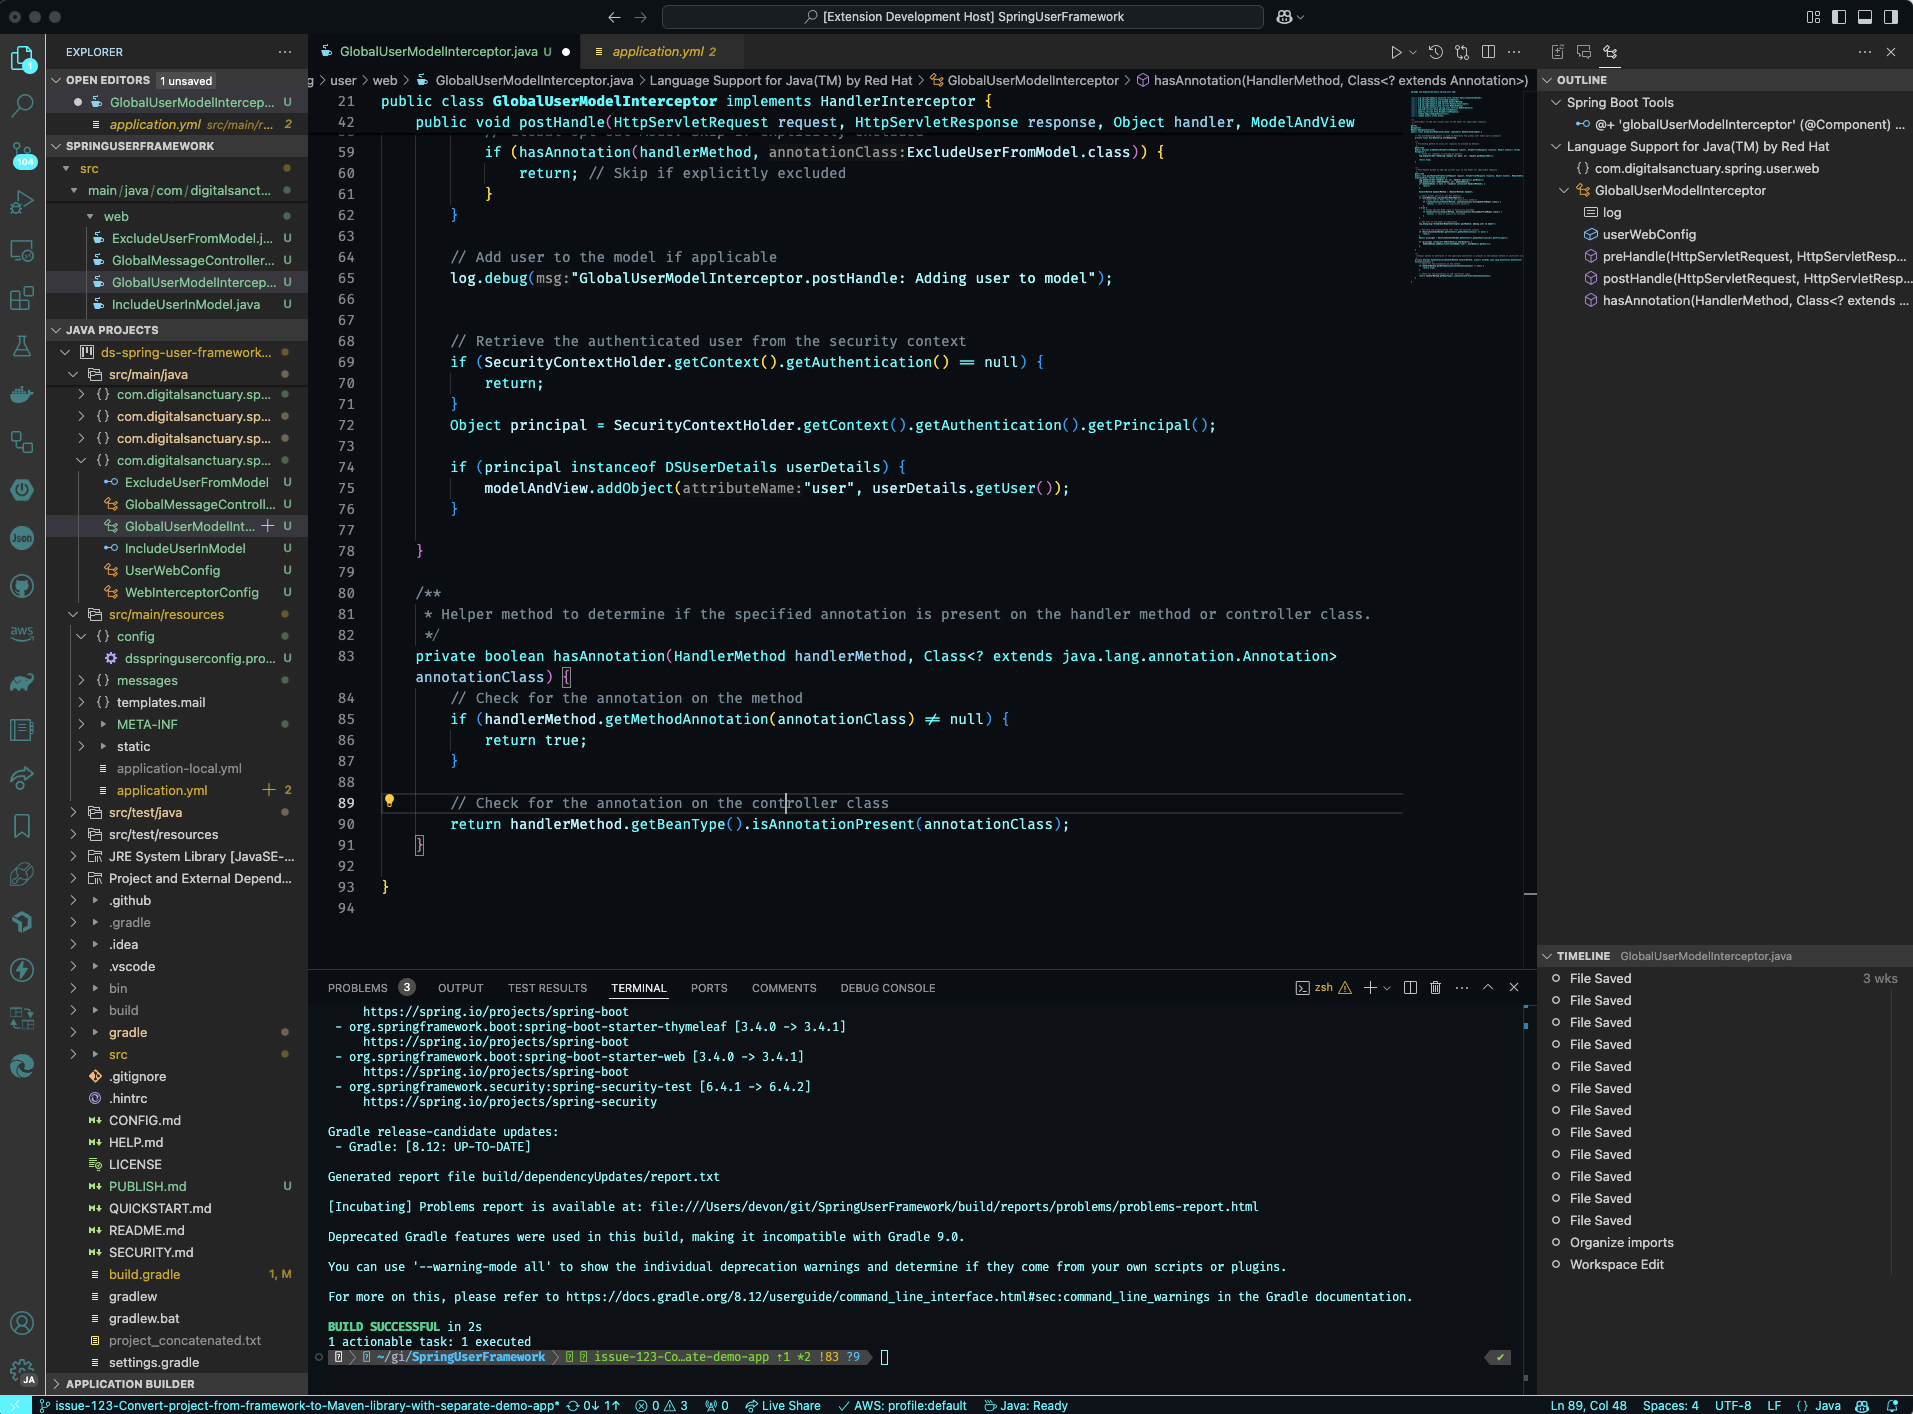 [Extension Development Host] SpringUserFramework
EXPLORER
OPEN EDITORS 1 unsaved
GlobalUserModelIntercep... U
application.yml src/main/r... 2
SPRINGUSERFRAMEWORK
src
main/java/com/digitalsanct...
web
ExcludeUserFromModel.j... U
GlobalMessageController... U
GlobalUserModelIntercep... U
IncludeUserInModel.java U
JAVA PROJECTS
ds-spring-user-framework...
src/main/java
{} com.digitalsanctuary.sp...
{} com.digitalsanctuary.sp...
{} com.digitalsanctuary.sp...
{} com.digitalsanctuary.sp...
ExcludeUserFromModel U
GlobalMessageControll... U
GlobalUserModelInt... U
IncludeUserInModel U
UserWebConfig U
WebInterceptorConfig U
src/main/resources
{} config
dsspringuserconfig.pro... U
{} messages
{} templates.mail
META-INF
static
application-local.yml
application.yml 2
src/test/java
src/test/resources
JRE System Library [JavaSE-...
Project and External Depend...
.github
.gradle
.idea
.vscode
bin
build
gradle
src
.gitignore
.hintrc
CONFIG.md
HELP.md
LICENSE
PUBLISH.md U
QUICKSTART.md
README.md
SECURITY.md
build.gradle 1, M
gradlew
gradlew.bat
project_concatenated.txt
settings.gradle
APPLICATION BUILDER
1
104
Json
aws
JA
GlobalUserModelInterceptor.java U
application.yml 2
g > user > web > GlobalUserModelInterceptor.java > Language Support for Java(TM) by Red Hat > GlobalUserModelInterceptor > hasAnnotation(HandlerMethod, Class<? extends Annotation>)
21 public class GlobalUserModelInterceptor implements HandlerInterceptor {
42 public void postHandle(HttpServletRequest request, HttpServletResponse response, Object handler, ModelAndView
59 if (hasAnnotation(handlerMethod, annotationClass:ExcludeUserFromModel.class)) {
60 return; // Skip if explicitly excluded
61 }
62 }
63
64 // Add user to the model if applicable
65 log.debug(msg:"GlobalUserModelInterceptor.postHandle: Adding user to model");
66
67
68 // Retrieve the authenticated user from the security context
69 if (SecurityContextHolder.getContext().getAuthentication() == null) {
70 return;
71 }
72 Object principal = SecurityContextHolder.getContext().getAuthentication().getPrincipal();
73
74 if (principal instanceof DSUserDetails userDetails) {
75 modelAndView.addObject(attributeName:"user", userDetails.getUser());
76 }
77
78 }
79
80 /**
81 * Helper method to determine if the specified annotation is present on the handler method or controller class.
82 */
83 private boolean hasAnnotation(HandlerMethod handlerMethod, Class<? extends java.lang.annotation.Annotation>
annotationClass) {
84 // Check for the annotation on the method
85 if (handlerMethod.getMethodAnnotation(annotationClass) != null) {
86 return true;
87 }
88
89 // Check for the annotation on the controller class
90 return handlerMethod.getBeanType().isAnnotationPresent(annotationClass);
91 }
92
93 }
94
PROBLEMS 3 OUTPUT TEST RESULTS TERMINAL PORTS COMMENTS DEBUG CONSOLE
zsh
https://spring.io/projects/spring-boot
- org.springframework.boot:spring-boot-starter-thymeleaf [3.4.0 -> 3.4.1]
https://spring.io/projects/spring-boot
- org.springframework.boot:spring-boot-starter-web [3.4.0 -> 3.4.1]
https://spring.io/projects/spring-boot
- org.springframework.security:spring-security-test [6.4.1 -> 6.4.2]
https://spring.io/projects/spring-security
Gradle release-candidate updates:
- Gradle: [8.12: UP-TO-DATE]
Generated report file build/dependencyUpdates/report.txt
[Incubating] Problems report is available at: file:///Users/devon/git/SpringUserFramework/build/reports/problems/problems-report.html
Deprecated Gradle features were used in this build, making it incompatible with Gradle 9.0.
You can use '--warning-mode all' to show the individual deprecation warnings and determine if they come from your own scripts or plugins.
For more on this, please refer to https://docs.gradle.org/8.12/userguide/command_line_interface.html#sec:command_line_warnings in the Gradle documentation.
BUILD SUCCESSFUL in 2s
1 actionable task: 1 executed
~/gi/SpringUserFramework issue-123-Co…ate-demo-app ⇡1 *2 !83 ?9
OUTLINE
Spring Boot Tools
@+ 'globalUserModelInterceptor' (@Component) ...
Language Support for Java(TM) by Red Hat
{} com.digitalsanctuary.spring.user.web
GlobalUserModelInterceptor
log
userWebConfig
preHandle(HttpServletRequest, HttpServletResp...
postHandle(HttpServletRequest, HttpServletResp...
hasAnnotation(HandlerMethod, Class<? extends ...
TIMELINE GlobalUserModelInterceptor.java
File Saved 3 wks
File Saved
File Saved
File Saved
File Saved
File Saved
File Saved
File Saved
File Saved
File Saved
File Saved
File Saved
Organize imports
Workspace Edit
issue-123-Convert-project-from-framework-to-Maven-library-with-separate-demo-app* 0↓ 1↑ 0 3 0 Live Share AWS: profile:default Java: Ready Ln 89, Col 48 Spaces: 4 UTF-8 LF {} Java